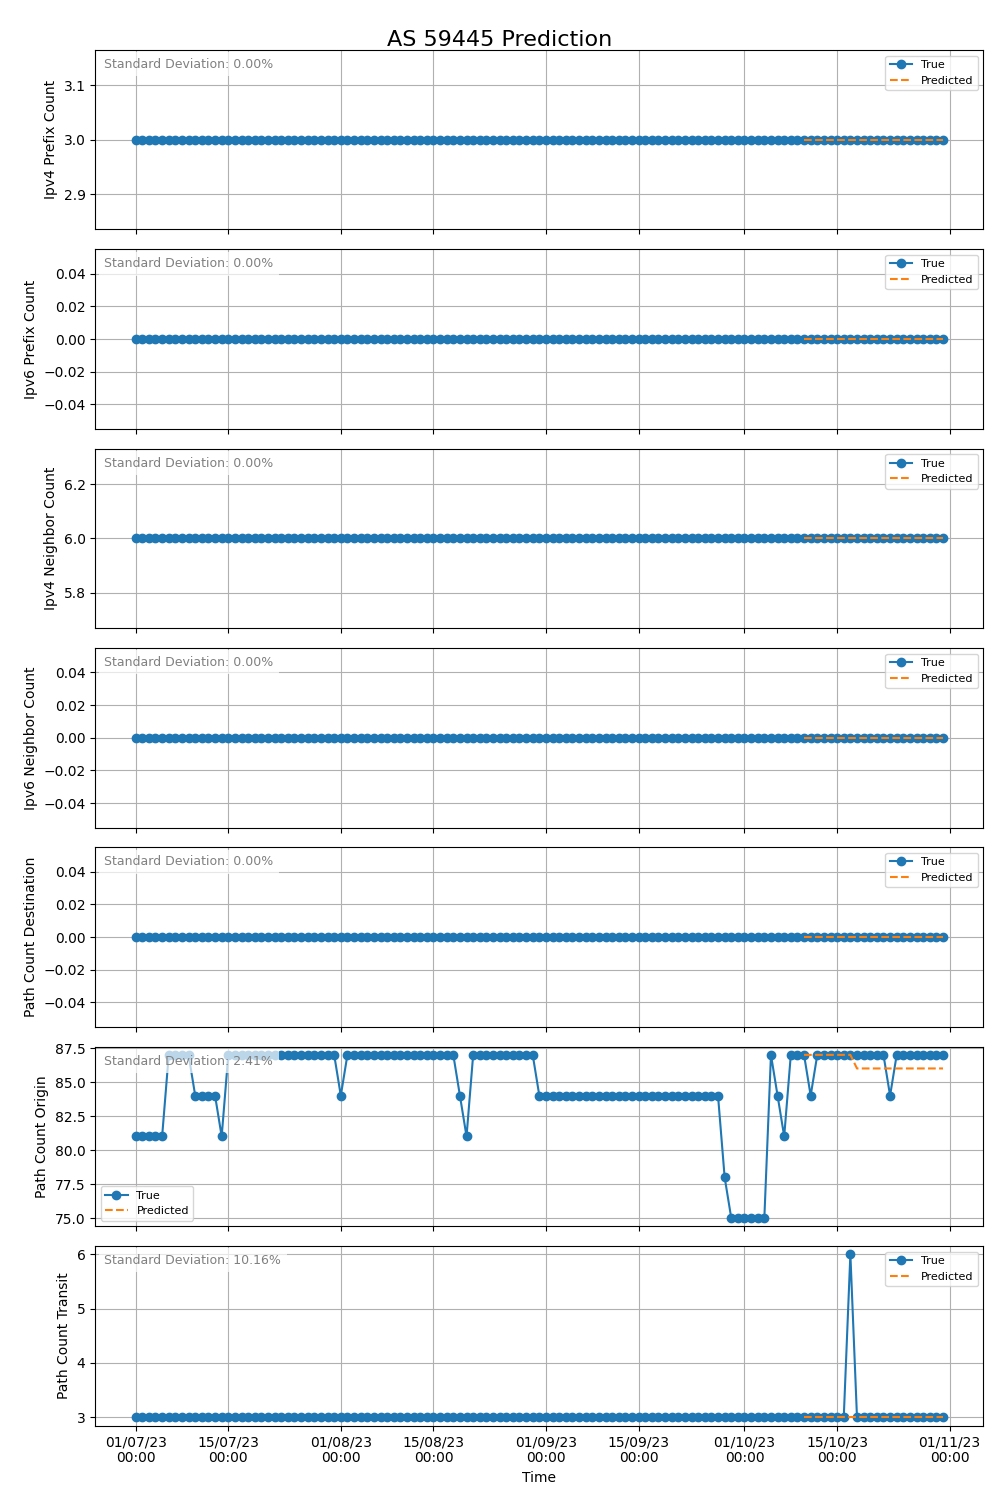 AS 59445 Prediction
Standard Deviation: 0.00%
True
Predicted
3.1
3.0
2.9
Ipv4 Prefix Count
Standard Deviation: 0.00%
True
Predicted
0.04
0.02
0.00
−0.02
−0.04
Ipv6 Prefix Count
Standard Deviation: 0.00%
True
Predicted
6.2
6.0
5.8
Ipv4 Neighbor Count
Standard Deviation: 0.00%
True
Predicted
0.04
0.02
0.00
−0.02
−0.04
Ipv6 Neighbor Count
Standard Deviation: 0.00%
True
Predicted
0.04
0.02
0.00
−0.02
−0.04
Path Count Destination
Standard Deviation: 2.41%
87.5
85.0
82.5
80.0
77.5
75.0
Path Count Origin
True
Predicted
Standard Deviation: 10.16%
True
Predicted
6
5
4
3
Path Count Transit
01/07/23 15/07/23 01/08/23 15/08/23 01/09/23 15/09/23 01/10/23 15/10/23 01/11/23
00:00 00:00 00:00 00:00 00:00 00:00 00:00 00:00 00:00
Time